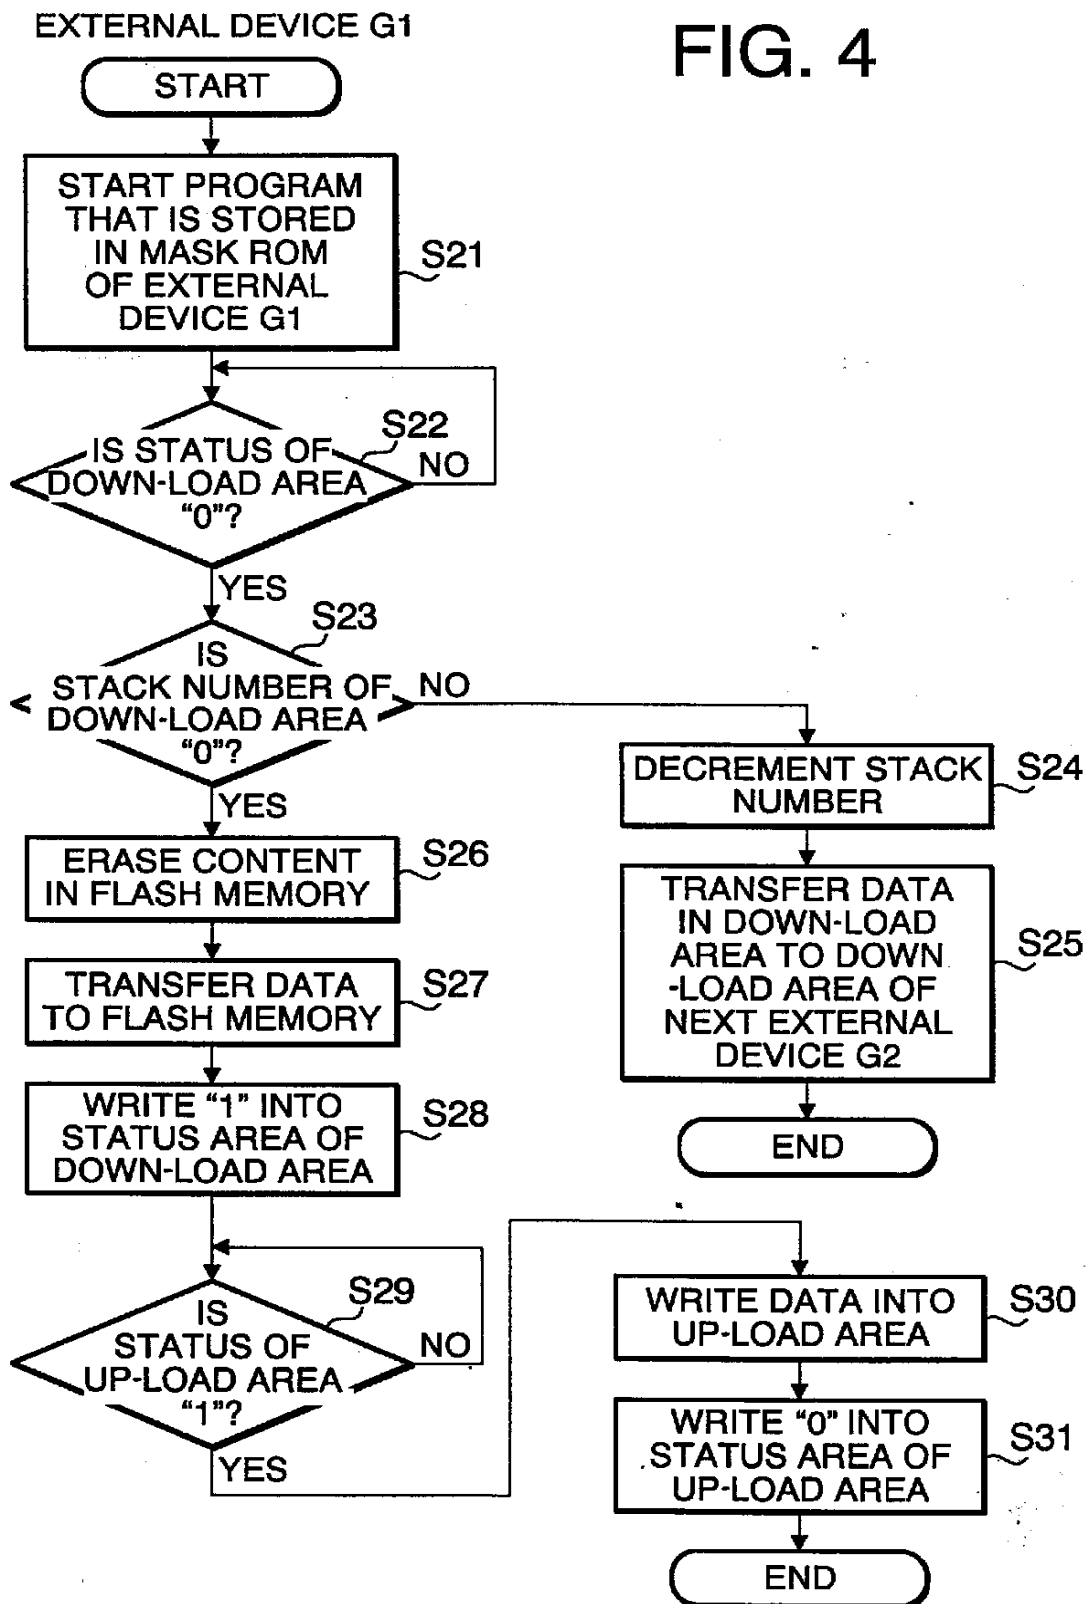 EXTERNAL DEVICE G1
FIG. 4
START
START PROGRAM
THAT IS STORED
IN MASK ROM
OF EXTERNAL
DEVICE G1
S21
IS STATUS OF
DOWN-LOAD AREA
“0”?
S22
NO
YES
S23
IS
STACK NUMBER OF
DOWN-LOAD AREA
“0”?
NO
YES
DECREMENT STACK
NUMBER
S24
TRANSFER DATA
IN DOWN-LOAD
AREA TO DOWN
-LOAD AREA OF
NEXT EXTERNAL
DEVICE G2
S25
END
ERASE CONTENT
IN FLASH MEMORY
S26
TRANSFER DATA
TO FLASH MEMORY
S27
WRITE “1” INTO
STATUS AREA OF
DOWN-LOAD AREA
S28
IS
STATUS OF
UP-LOAD AREA
“1”?
S29
NO
YES
WRITE DATA INTO
UP-LOAD AREA
S30
WRITE “0” INTO
STATUS AREA OF
UP-LOAD AREA
S31
END